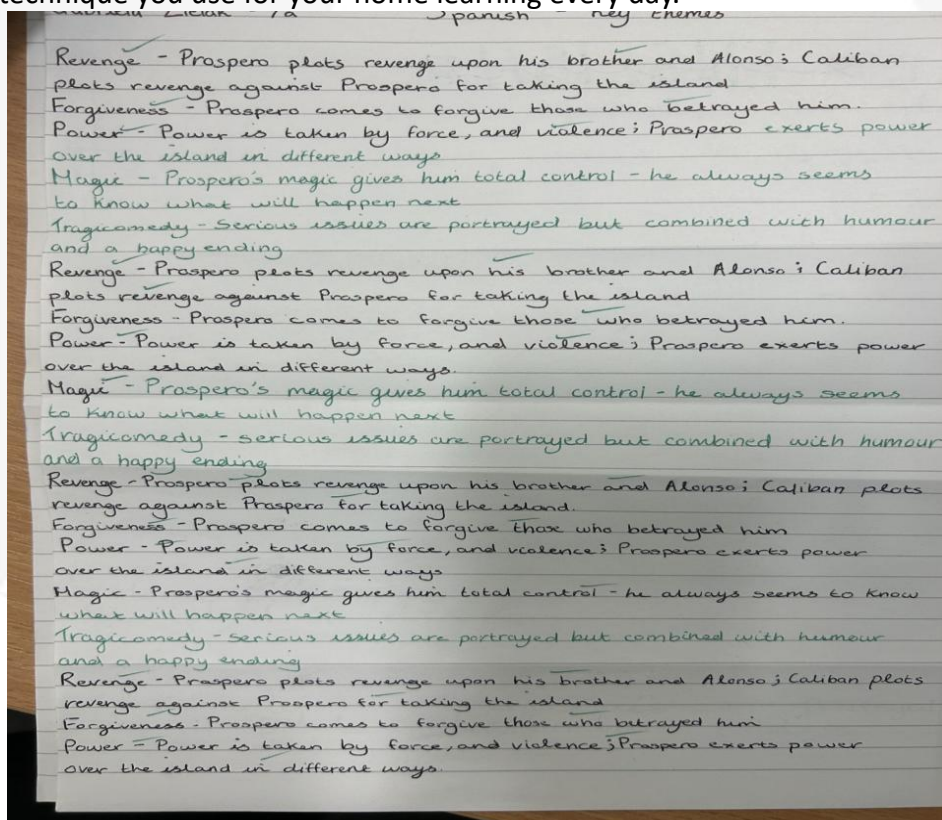 technique you use for your home learning every day.
7a Spanish - Key themes
Revenge - Prospero plots revenge upon his brother and Alonso; Caliban
plots revenge against Prospero for taking the island
Forgiveness - Prospero comes to forgive those who betrayed him.
Power - Power is taken by force, and violence; Prospero exerts power
over the island in different ways
Magic - Prospero's magic gives him total control - he always seems
to know what will happen next
Tragicomedy - Serious issues are portrayed but combined with humour
and a happy ending
Revenge - Prospero plots revenge upon his brother and Alonso; Caliban
plots revenge against Prospero for taking the island
Forgiveness - Prospero comes to forgive those who betrayed him.
Power - Power is taken by force, and violence; Prospero exerts power
over the island in different ways.
Magic - Prospero's magic gives him total control - he always seems
to know what will happen next
Tragicomedy - serious issues are portrayed but combined with humour
and a happy ending
Revenge - Prospero plots revenge upon his brother and Alonso; Caliban plots
revenge against Prospero for taking the island.
Forgiveness - Prospero comes to forgive those who betrayed him
Power - Power is taken by force, and violence; Prospero exerts power
over the island in different ways
Magic - Prospero's magic gives him total control - he always seems to know
what will happen next
Tragicomedy - serious issues are portrayed but combined with humour
and a happy ending
Revenge - Prospero plots revenge upon his brother and Alonso; Caliban plots
revenge against Prospero for taking the island
Forgiveness - Prospero comes to forgive those who betrayed him
Power - Power is taken by force, and violence; Prospero exerts power
over the island in different ways.